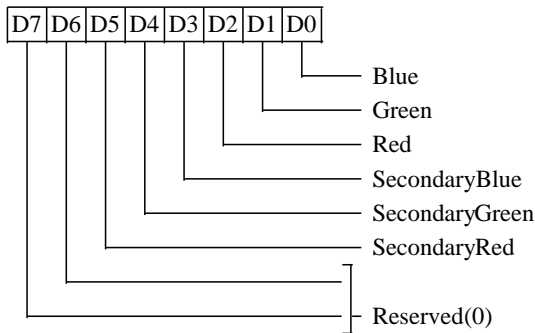 D7 D6 D5 D4 D3 D2 D1 D0
Blue
Green
Red
SecondaryBlue
SecondaryGreen
SecondaryRed
Reserved(0)